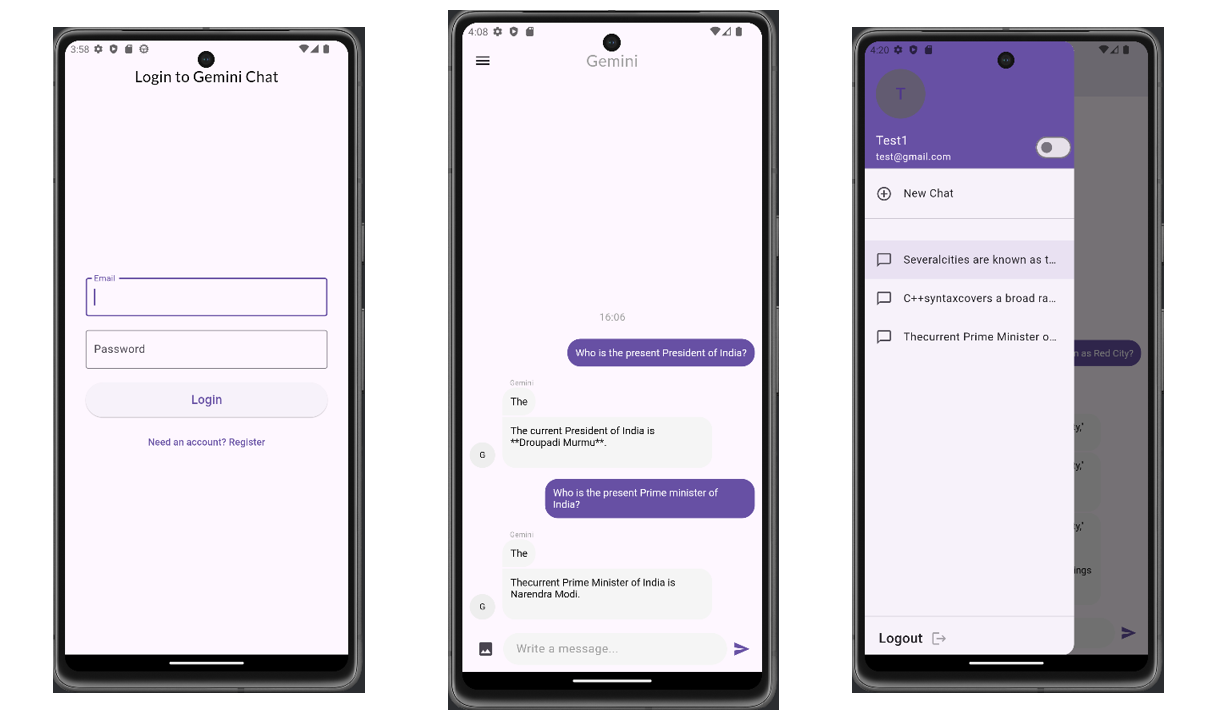 3:58
Login to Gemini Chat
Email
Password
Login
Need an account? Register
4:08
Gemini
16:06
Who is the present President of India?
Gemini
The
The current President of India is
**Droupadi Murmu**.
G
Who is the present Prime minister of
India?
Gemini
The
Thecurrent Prime Minister of India is
Narendra Modi.
G
Write a message...
4:20
T
Test1
test@gmail.com
New Chat
Severalcities are known as t...
C++syntaxcovers a broad ra...
Thecurrent Prime Minister o...
n as Red City?
y,"
y,"
y,"
ings
Logout